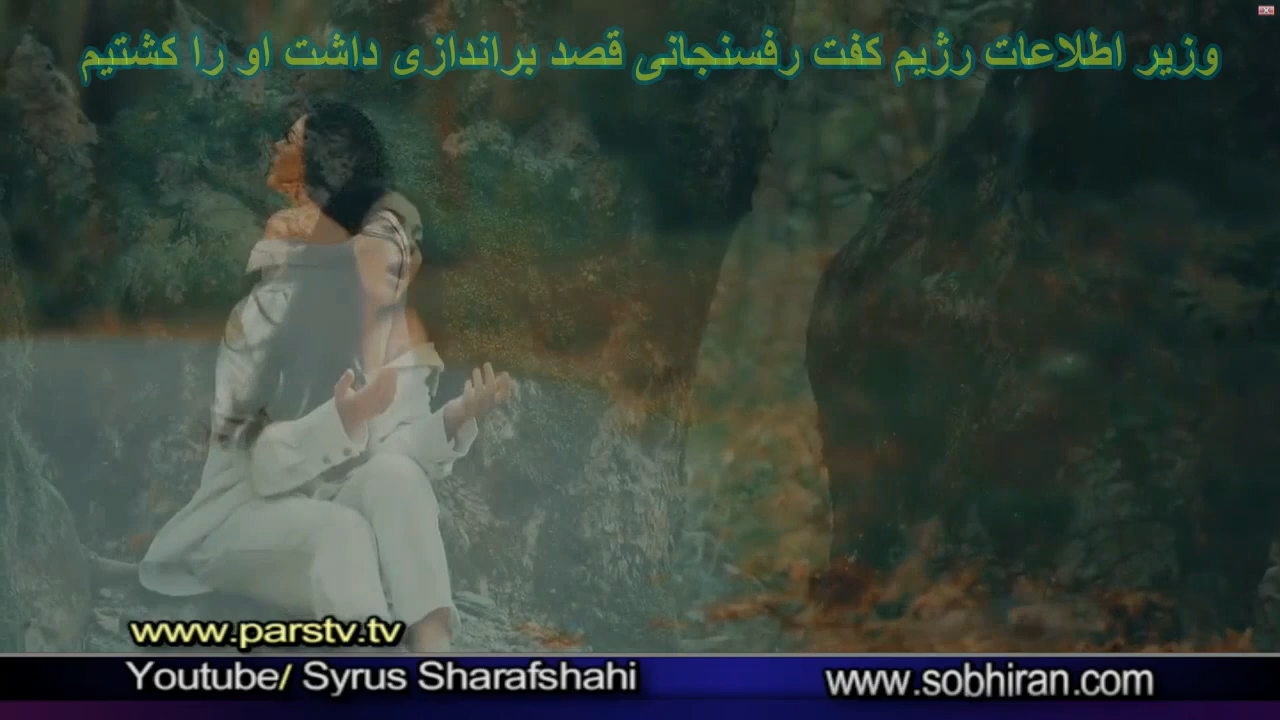 وزیر اطلاعات رژیم کفت رفسنجانی قصد براندازی داشت او را کشتیم
www.parstv.tv
Youtube/ Syrus Sharafshahi
www.sobhiran.com